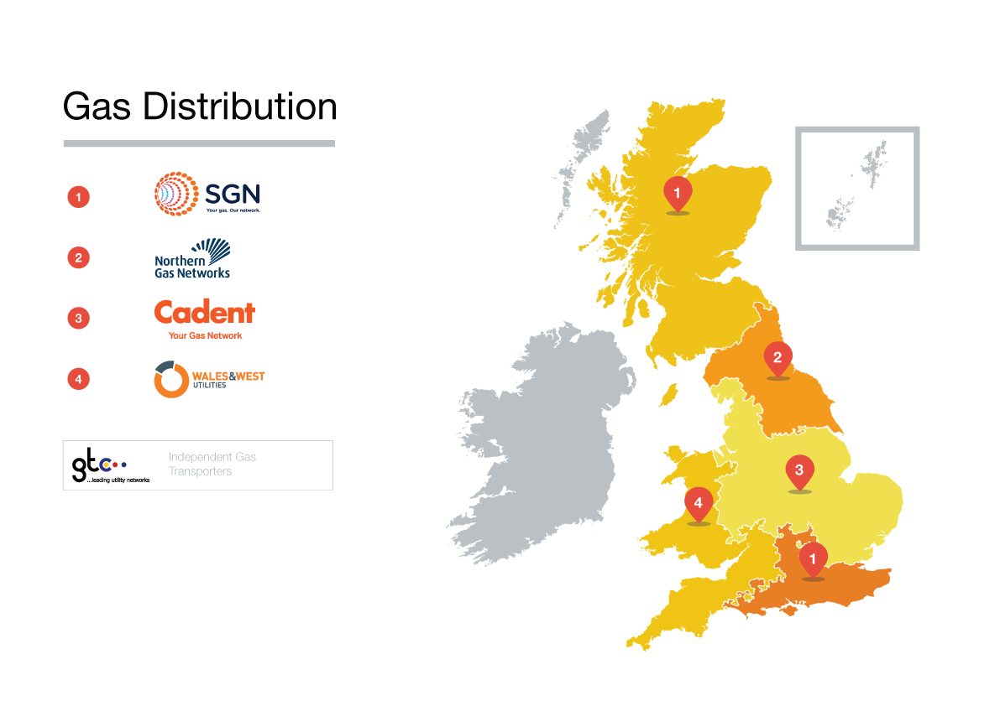 Gas Distribution
1
SGN
Your gas. Our network.
2
Northern
Gas Networks
3
Cadent
Your Gas Network
4
WALES&WEST
UTILITIES
gtc
...leading utility networks
Independent Gas
Transporters
1
2
3
4
1